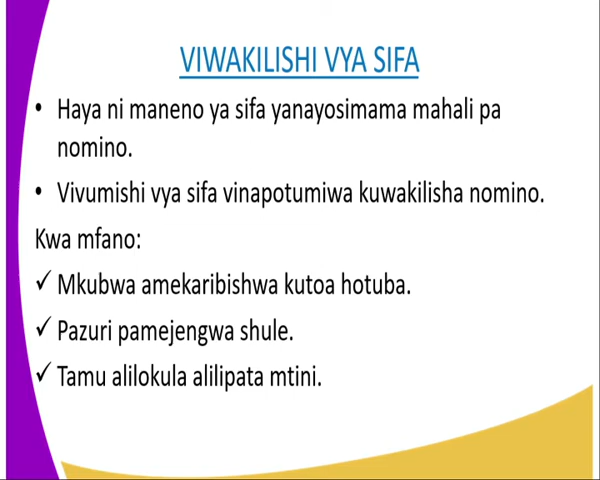 VIWAKILISHI VYA SIFA
• Haya ni maneno ya sifa yanayosimama mahali pa
nomino.
• Vivumishi vya sifa vinapotumiwa kuwakilisha nomino.
Kwa mfano:
✓ Mkubwa amekaribishwa kutoa hotuba.
✓ Pazuri pamejengwa shule.
✓ Tamu alilokula alilipata mtini.